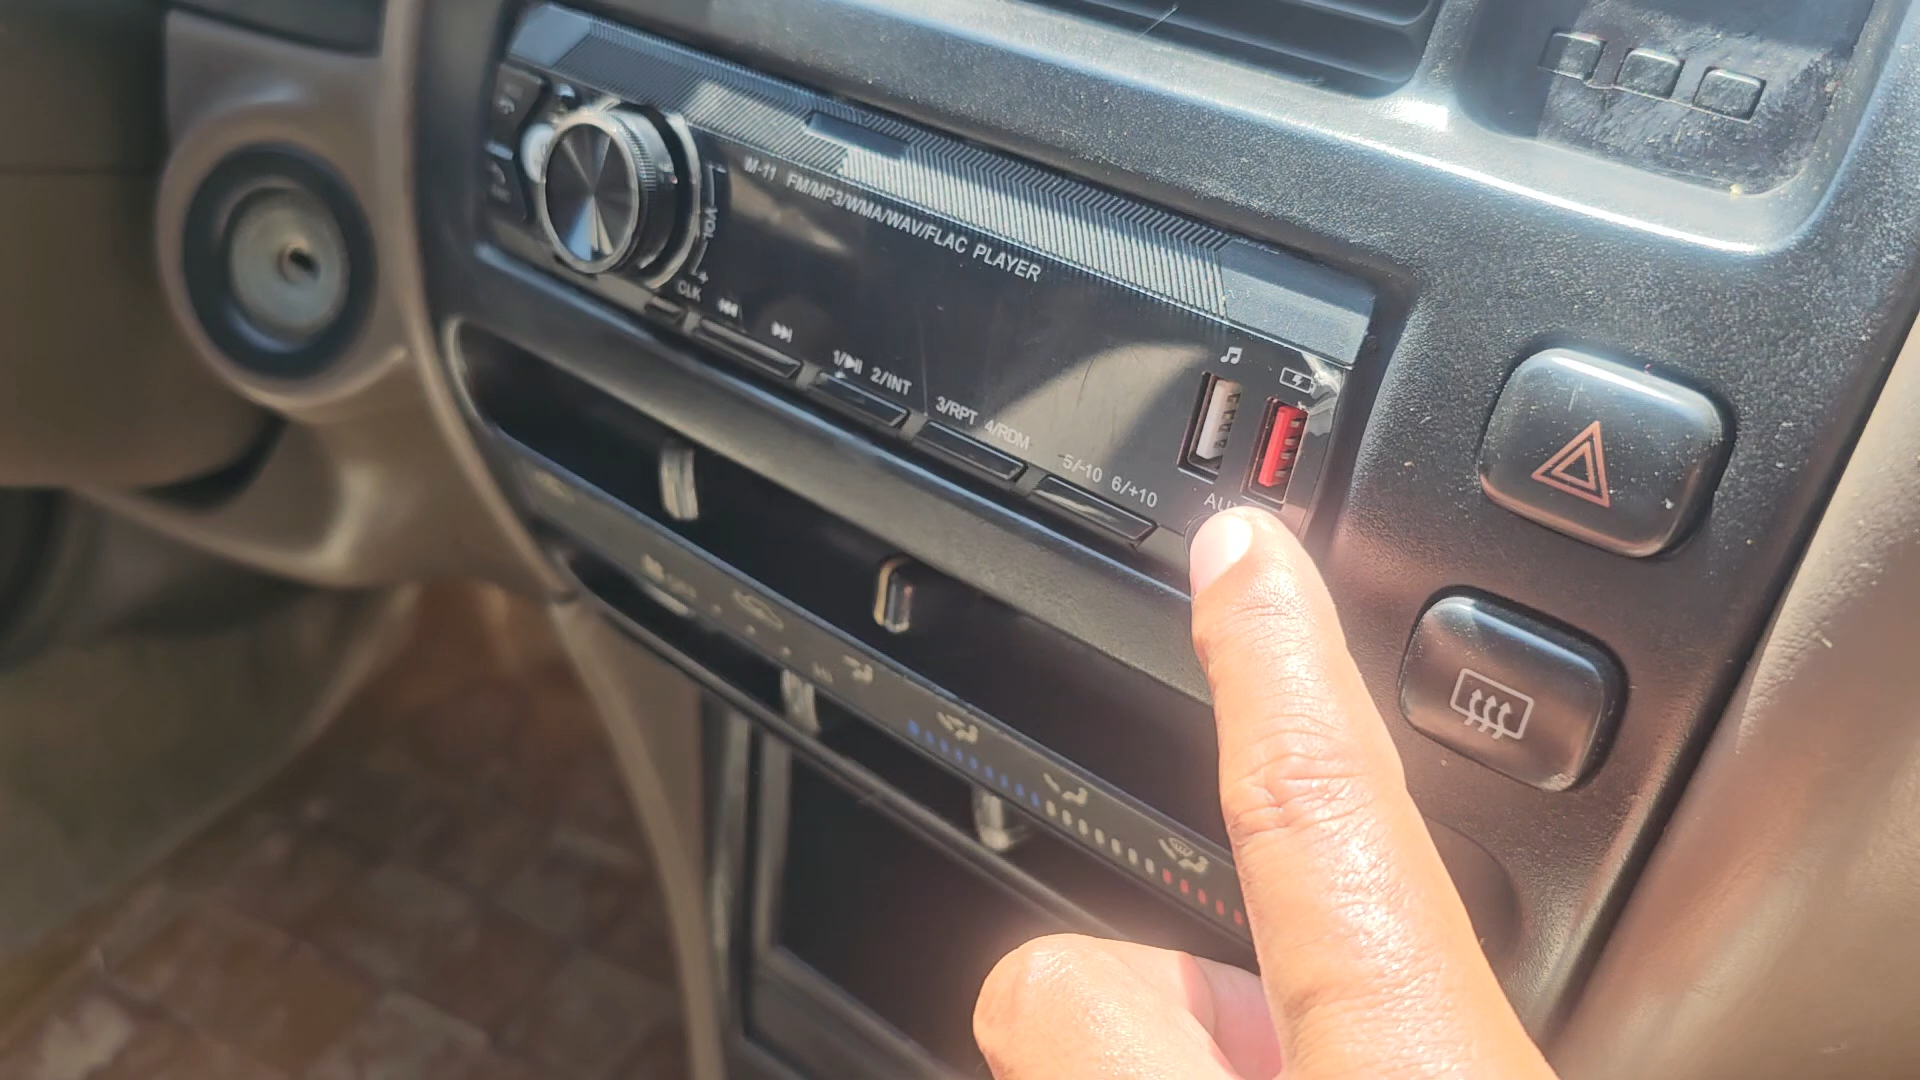 M-11 FM/MP3/WMA/WAV/FLAC PLAYER
VOL
CLK
1/ 2/INT
3/RPT 4/RDM
5/-10 6/+10